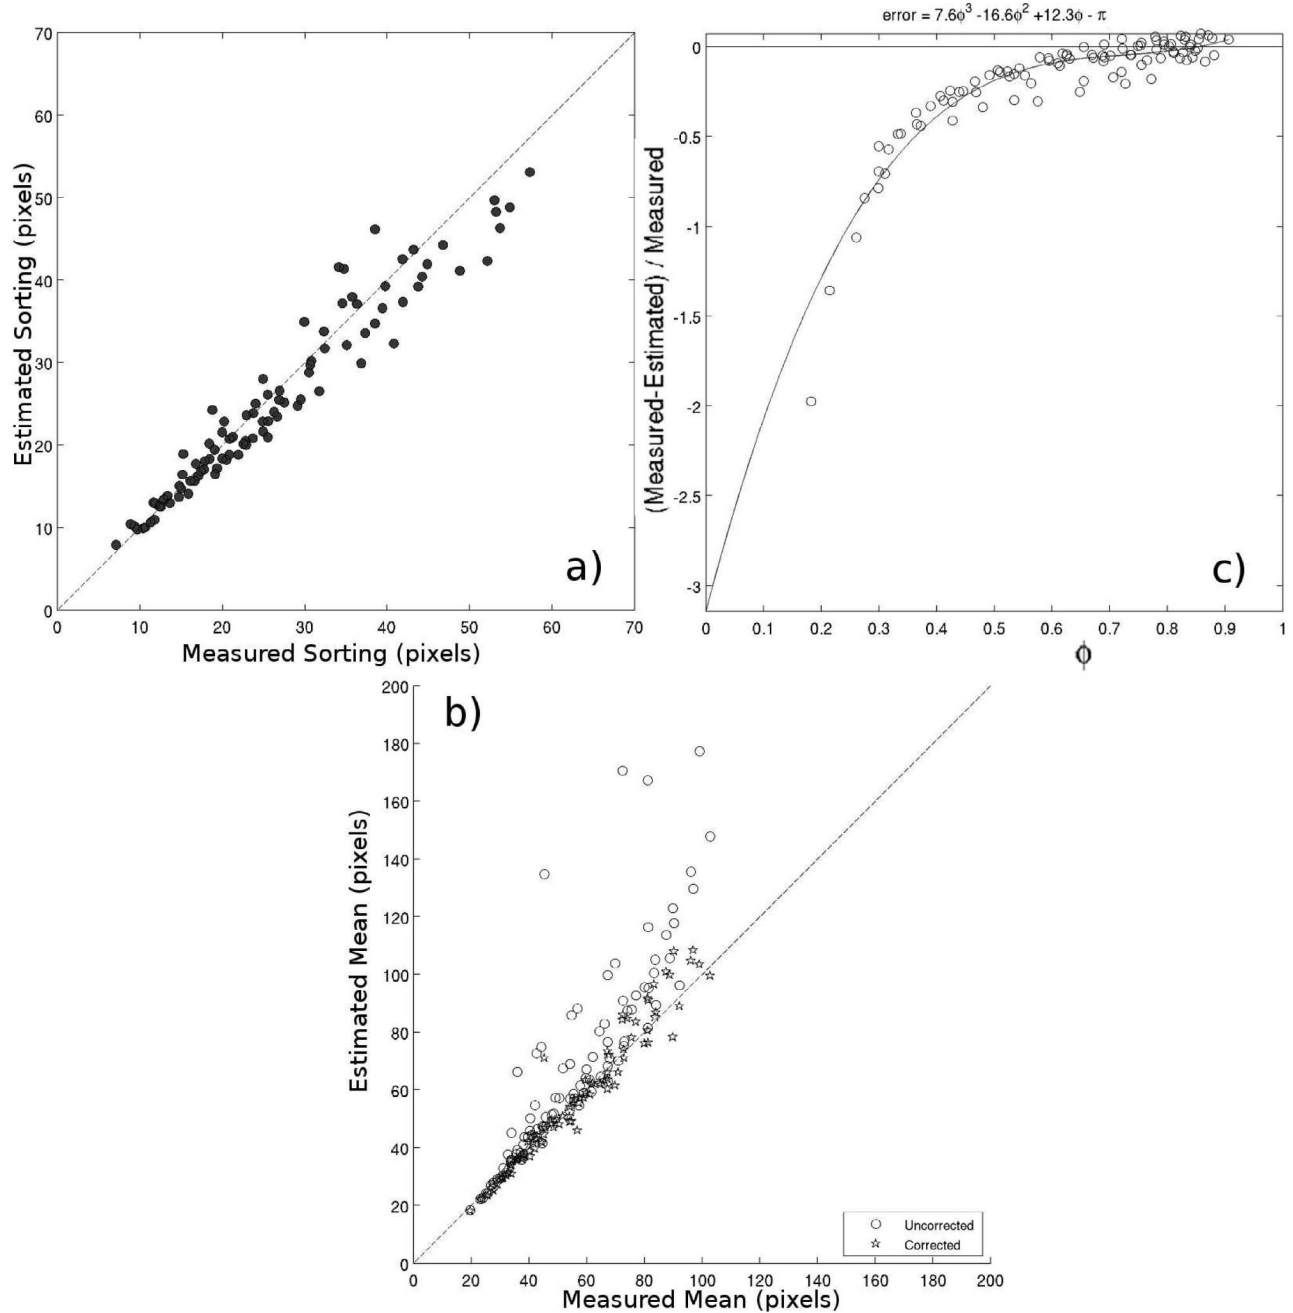 error = 7.6ϕ³ -16.6ϕ² +12.3ϕ - π
70
60
50
40
30
20
10
0
Estimated Sorting (pixels)
a)
0 10 20 30 40 50 60 70
Measured Sorting (pixels)
0
-0.5
-1
-1.5
-2
-2.5
-3
(Measured-Estimated) / Measured
c)
0 0.1 0.2 0.3 0.4 0.5 0.6 0.7 0.8 0.9 1
ϕ
200
180
160
140
120
100
80
60
40
20
0
Estimated Mean (pixels)
b)
Uncorrected
Corrected
0 20 40 60 80 100 120 140 160 180 200
Measured Mean (pixels)